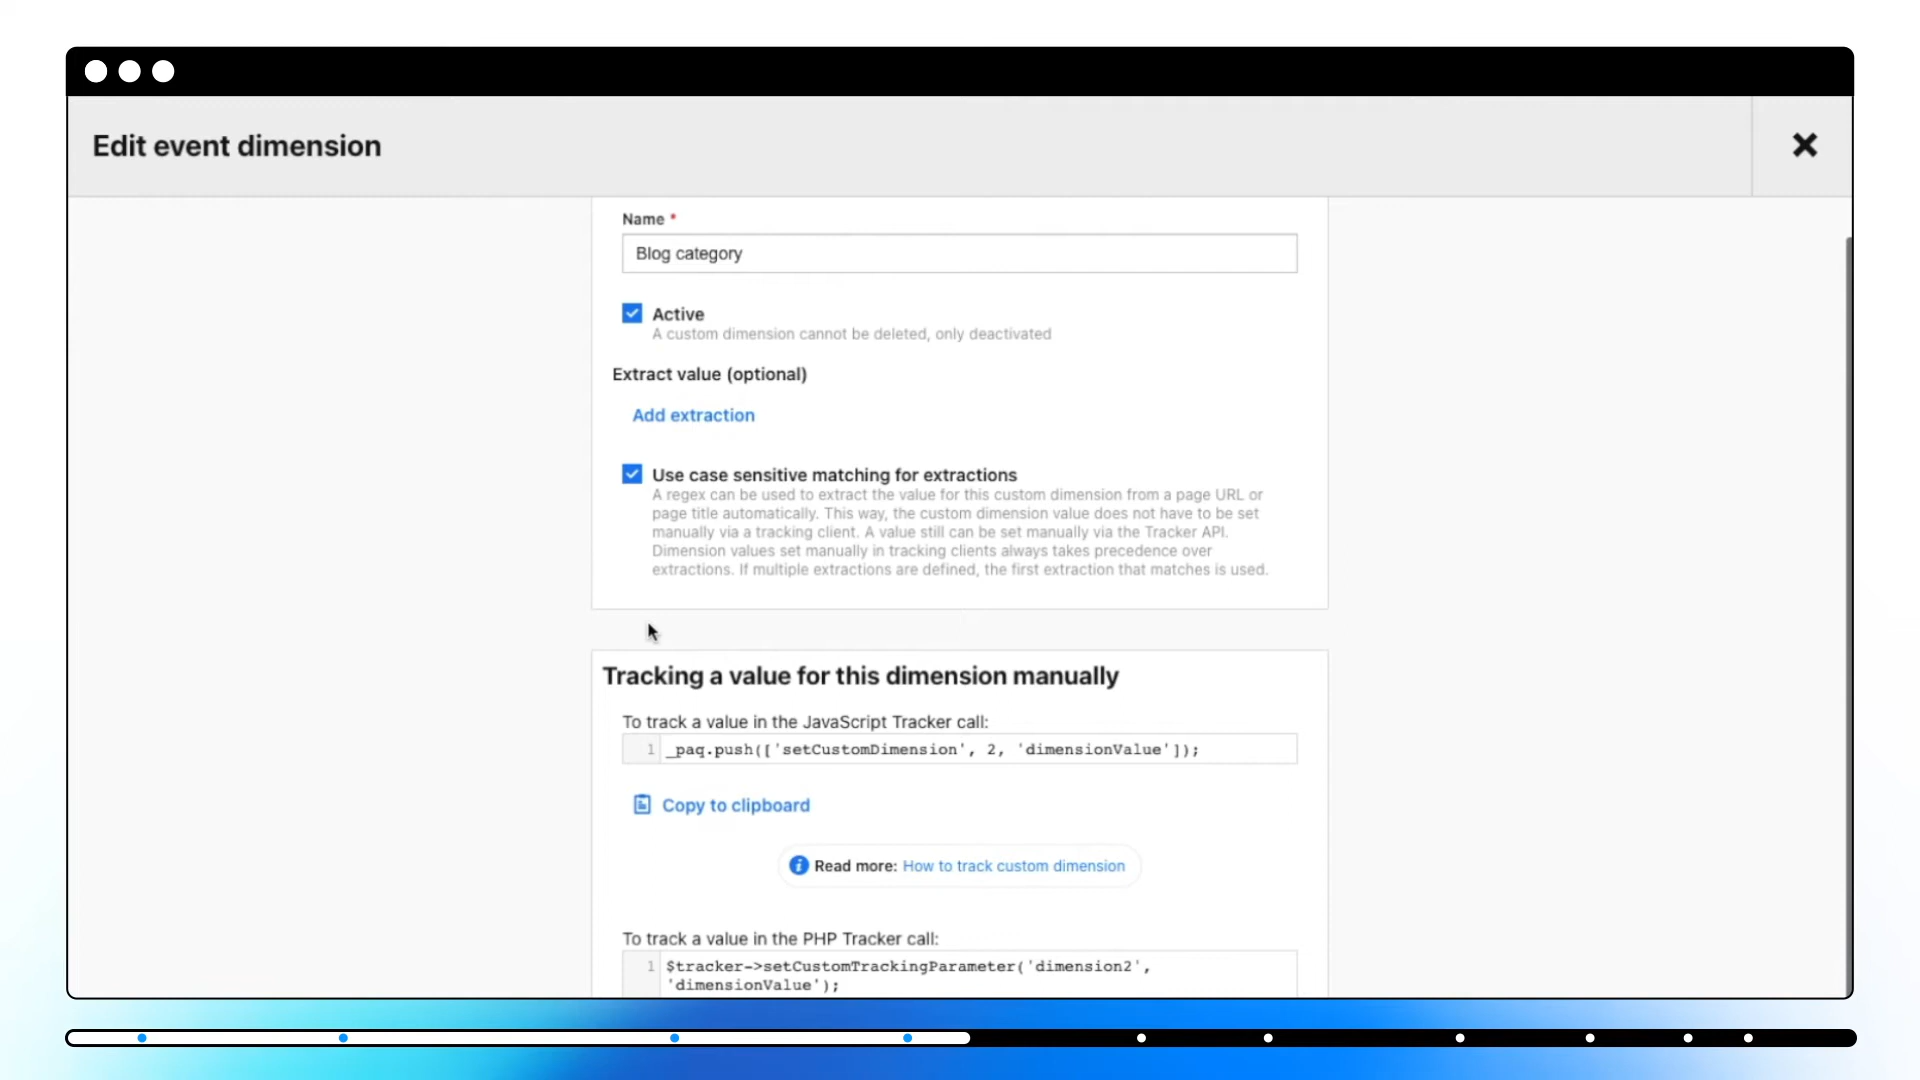 Edit event dimension
Name *
Blog category
Active
A custom dimension cannot be deleted, only deactivated
Extract value (optional)
Add extraction
Use case sensitive matching for extractions
A regex can be used to extract the value for this custom dimension from a page URL or
page title automatically. This way, the custom dimension value does not have to be set
manually via a tracking client. A value still can be set manually via the Tracker API.
Dimension values set manually in tracking clients always takes precedence over
extractions. If multiple extractions are defined, the first extraction that matches is used.
Tracking a value for this dimension manually
To track a value in the JavaScript Tracker call:
1 _paq.push(['setCustomDimension', 2, 'dimensionValue']);
Copy to clipboard
Read more: How to track custom dimension
To track a value in the PHP Tracker call:
1 $tracker->setCustomTrackingParameter('dimension2',
'dimensionValue');